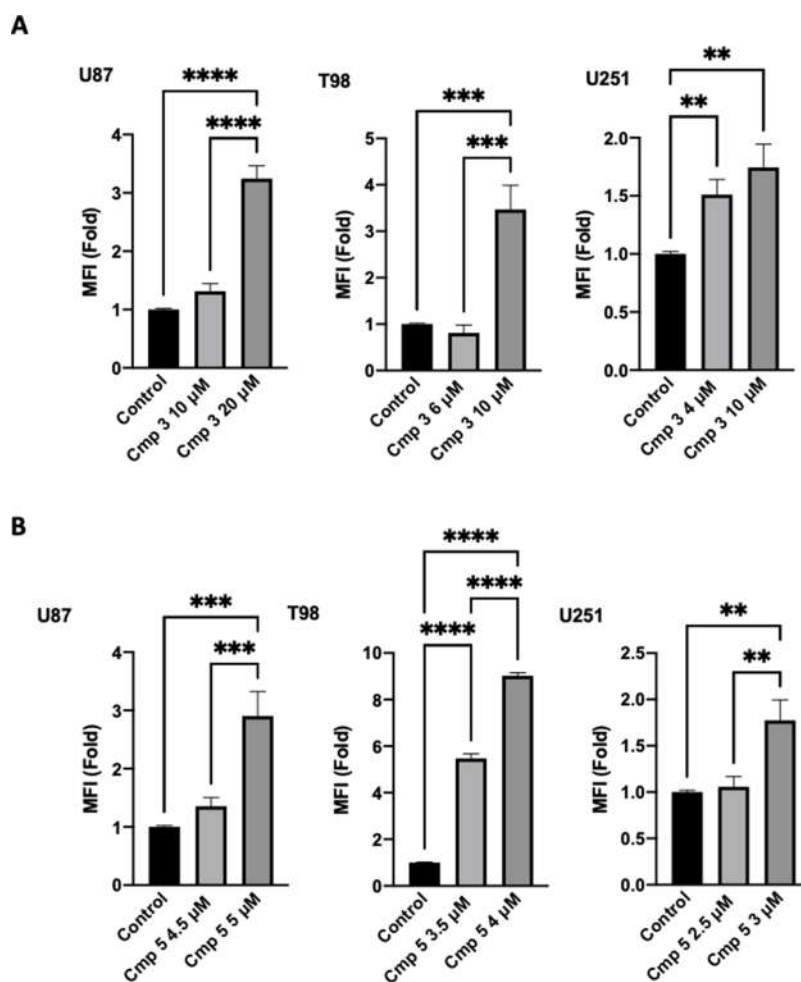 A
U87
****
****
MFI (Fold)
4
3
2
1
0
Control
Cmp 3 10 µM
Cmp 3 20 µM
T98
***
***
MFI (Fold)
5
4
3
2
1
0
Control
Cmp 3 6 µM
Cmp 3 10 µM
U251
**
**
MFI (Fold)
2.0
1.5
1.0
0.5
0.0
Control
Cmp 3 4 µM
Cmp 3 10 µM
B
U87
***
***
MFI (Fold)
4
3
2
1
0
Control
Cmp 5 4.5 µM
Cmp 5 5 µM
T98
****
****
****
MFI (Fold)
10
8
6
4
2
0
Control
Cmp 5 3.5 µM
Cmp 5 4 µM
U251
**
**
MFI (Fold)
2.5
2.0
1.5
1.0
0.5
0.0
Control
Cmp 5 2.5 µM
Cmp 5 3 µM